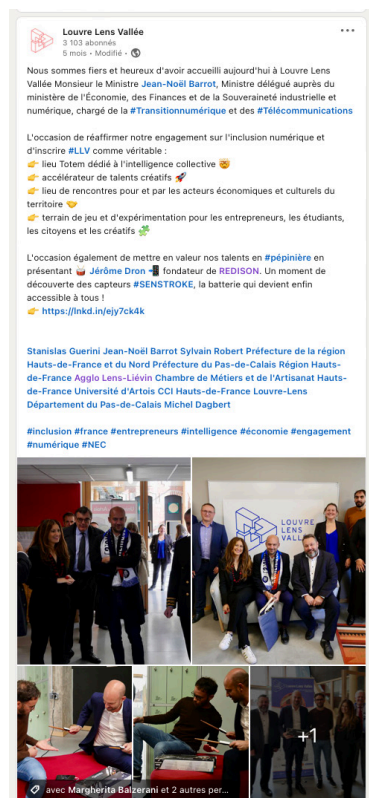 Louvre Lens Vallée
3 103 abonnés
5 mois • Modifié •
Nous sommes fiers et heureux d'avoir accueilli aujourd'hui à Louvre Lens
Vallée Monsieur le Ministre Jean-Noël Barrot, Ministre délégué auprès du
ministère de l'Économie, des Finances et de la Souveraineté industrielle et
numérique, chargé de la #Transitionnumérique et des #Télécommunications
L'occasion de réaffirmer notre engagement sur l'inclusion numérique et
d'inscrire #LLV comme véritable :
👉 lieu Totem dédié à l'intelligence collective 🤯
👉 accélérateur de talents créatifs 🚀
👉 lieu de rencontres pour et par les acteurs économiques et culturels du
territoire 🤝
👉 terrain de jeu et d'expérimentation pour les entrepreneurs, les étudiants,
les citoyens et les créatifs 🍀
L'occasion également de mettre en valeur nos talents en #pépinière en
présentant 🥁 Jérôme Dron 📲 fondateur de REDISON. Un moment de
découverte des capteurs #SENSTROKE, la batterie qui devient enfin
accessible à tous !
👉 https://lnkd.in/ejy7ck4k
Stanislas Guerini Jean-Noël Barrot Sylvain Robert Préfecture de la région
Hauts-de-France et du Nord Préfecture du Pas-de-Calais Région Hauts-
de-France Agglo Lens-Liévin Chambre de Métiers et de l'Artisanat Hauts-
de-France Université d'Artois CCI Hauts-de-France Louvre-Lens
Département du Pas-de-Calais Michel Dagbert
#inclusion #france #entrepreneurs #intelligence #économie #engagement
#numérique #NEC
LOUVRE
LENS
VALL
+1
avec Margherita Balzerani et 2 autres per...